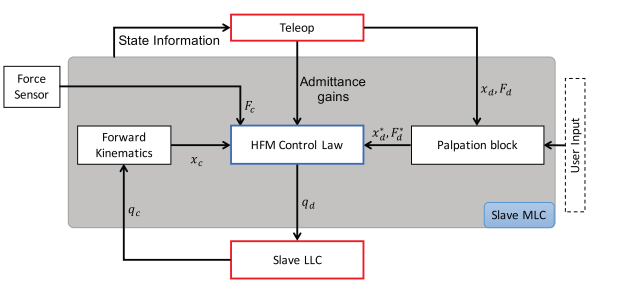 Teleop
State Information
Force
Sensor
Admittance
gains
x_d, F_d
F_c
Forward
Kinematics
x_c
HFM Control Law
x_d^*, F_d^*
Palpation block
User Input
q_c
q_d
Slave MLC
Slave LLC